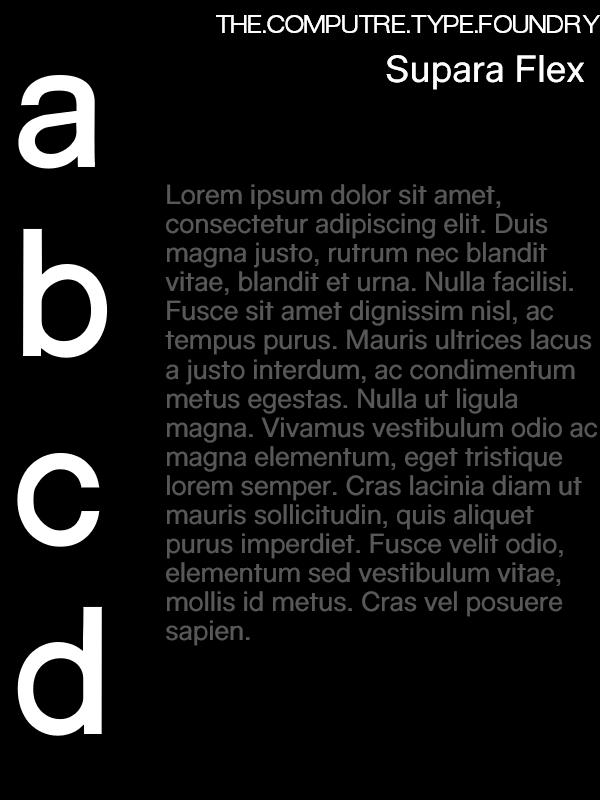 THE.COMPUTRE.TYPE.FOUNDRY
Supara Flex
a
b
c
d
Lorem ipsum dolor sit amet,
consectetur adipiscing elit. Duis
magna justo, rutrum nec blandit
vitae, blandit et urna. Nulla facilisi.
Fusce sit amet dignissim nisl, ac
tempus purus. Mauris ultrices lacus
a justo interdum, ac condimentum
metus egestas. Nulla ut ligula
magna. Vivamus vestibulum odio ac
magna elementum, eget tristique
lorem semper. Cras lacinia diam ut
mauris sollicitudin, quis aliquet
purus imperdiet. Fusce velit odio,
elementum sed vestibulum vitae,
mollis id metus. Cras vel posuere
sapien.